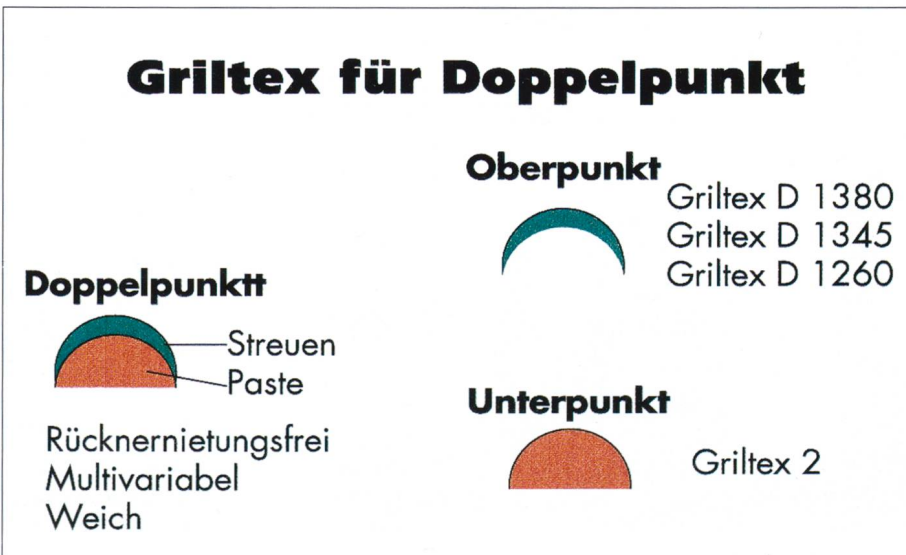 Griltex für Doppelpunkt
Oberpunkt
Griltex D 1380
Griltex D 1345
Griltex D 1260
Doppelpunktt
Streuen
Paste
Rücknernietungsfrei
Multivariabel
Weich
Unterpunkt
Griltex 2